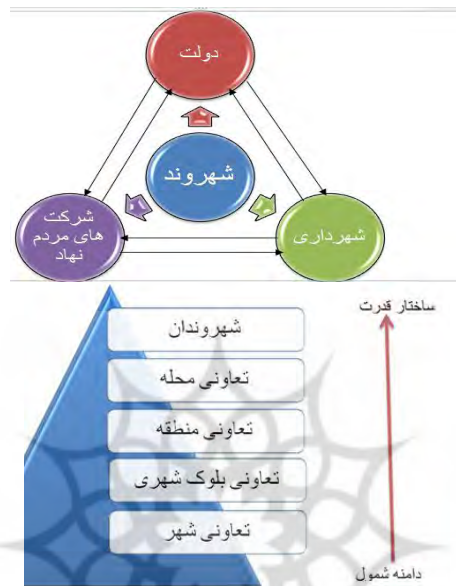 دولت
شهروند
شرکت
های مردم
نهاد
شهرداری
ساختار قدرت
شهروندان
تعاونی محله
تعاونی منطقه
تعاونی بلوک شهری
تعاونی شهر
دامنه شمول